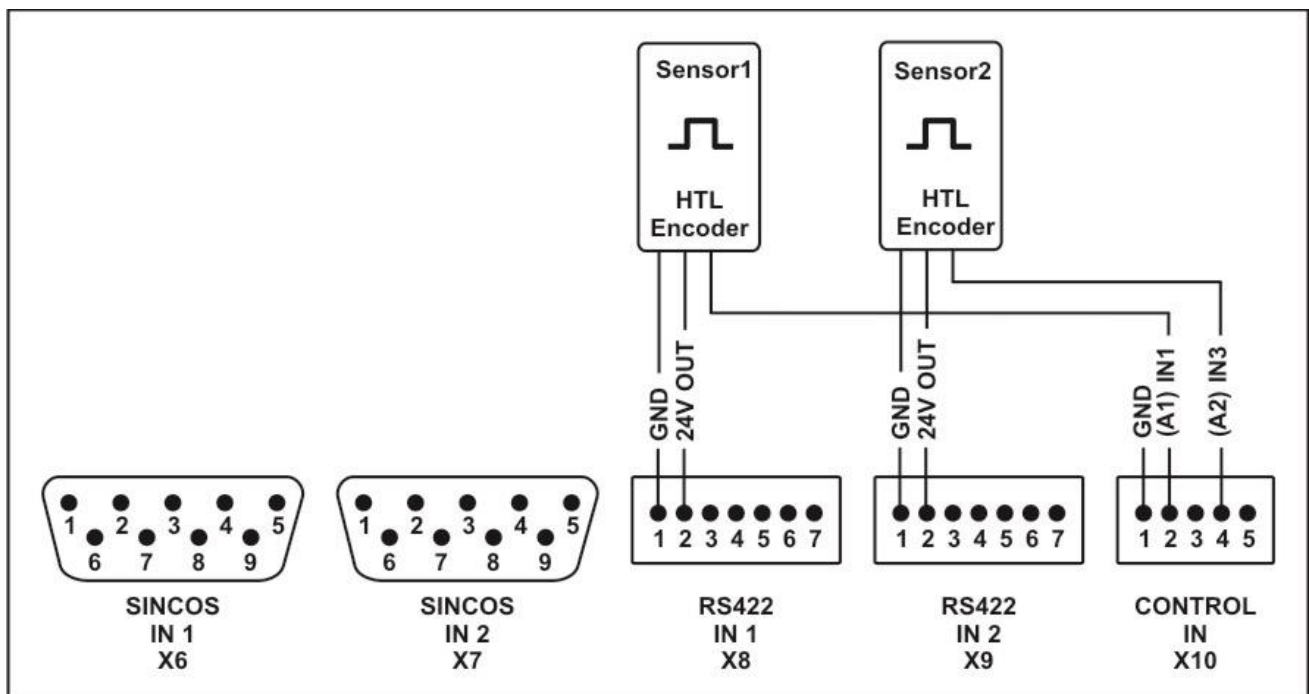 Sensor1
HTL
Encoder
Sensor2
HTL
Encoder
GND
24V OUT
GND
24V OUT
GND
(A1) IN1
(A2) IN3
1 2 3 4 5
6 7 8 9
SINCOS
IN 1
X6
1 2 3 4 5
6 7 8 9
SINCOS
IN 2
X7
1 2 3 4 5 6 7
RS422
IN 1
X8
1 2 3 4 5 6 7
RS422
IN 2
X9
1 2 3 4 5
CONTROL
IN
X10